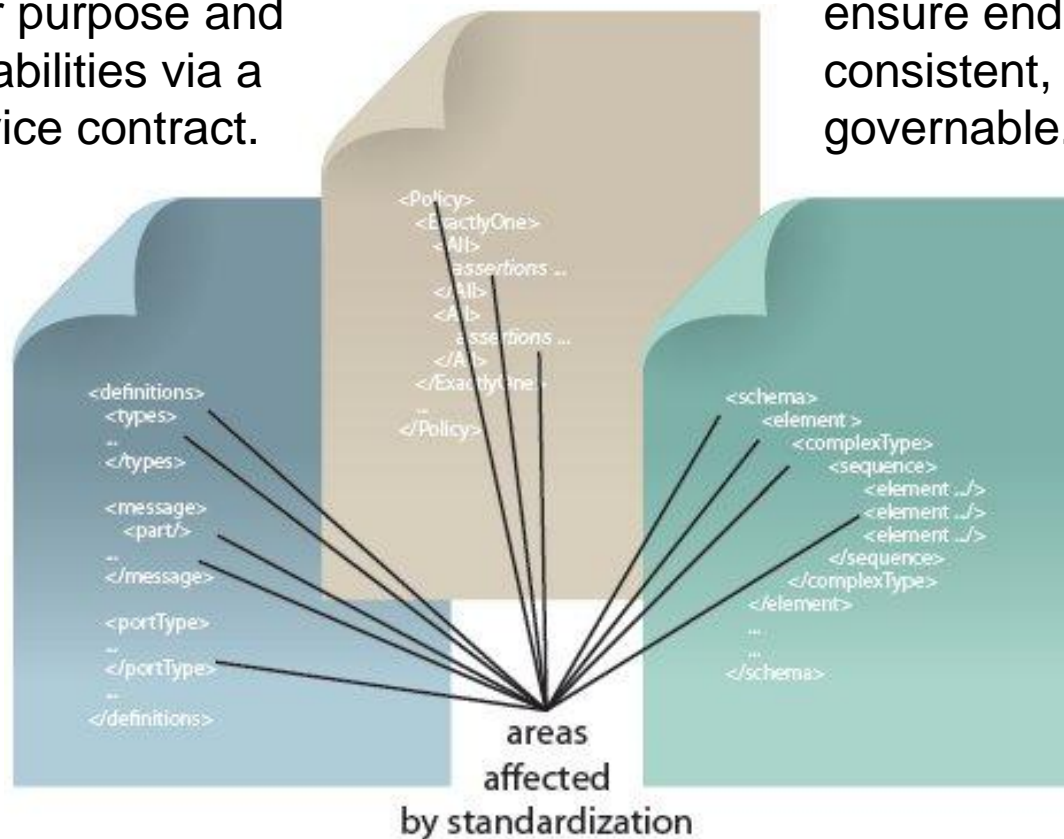 r purpose and
abilities via a
vice contract.
ensure end
consistent,
governable.
<Policy>
<ExactlyOne>
<All>
assertions ...
</All>
<All>
assertions ...
</All>
</ExactlyOne>
...
</Policy>
<definitions>
<types>
...
</types>
<message>
<part/>
...
</message>
<portType>
...
</portType>
...
</definitions>
<schema>
<element >
<complexType>
<sequence>
<element .../>
<element .../>
<element .../>
</sequence>
</complexType>
</element>
...
...
</schema>
areas
affected
by standardization